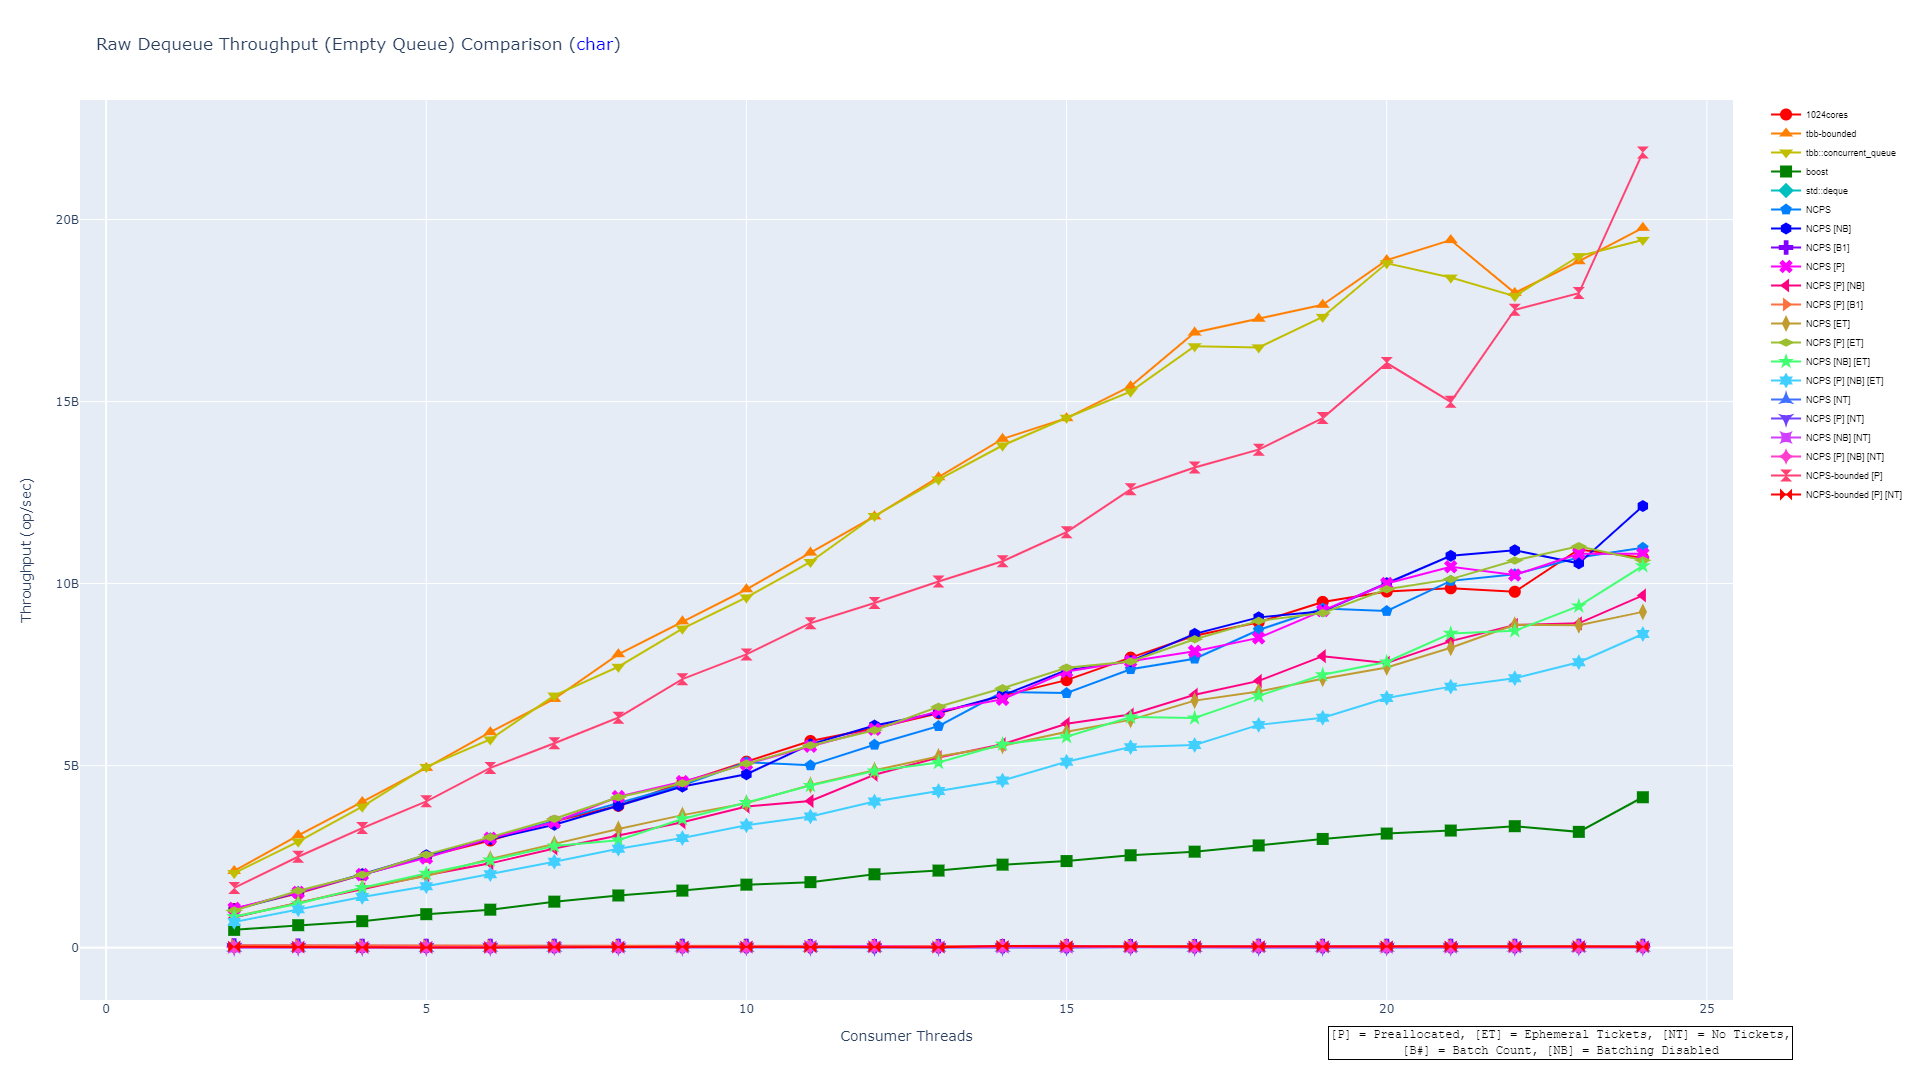 Raw Dequeue Throughput (Empty Queue) Comparison (char)
20B
15B
10B
5B
0
Throughput (op/sec)
0
5
10
15
20
25
Consumer Threads
1024cores
tbb-bounded
tbb::concurrent_queue
boost
std::deque
NCPS
NCPS [NB]
NCPS [B1]
NCPS [P]
NCPS [P] [NB]
NCPS [P] [B1]
NCPS [ET]
NCPS [P] [ET]
NCPS [NB] [ET]
NCPS [P] [NB] [ET]
NCPS [NT]
NCPS [P] [NT]
NCPS [NB] [NT]
NCPS [P] [NB] [NT]
NCPS-bounded [P]
NCPS-bounded [P] [NT]
[P] = Preallocated, [ET] = Ephemeral Tickets, [NT] = No Tickets,
[B#] = Batch Count, [NB] = Batching Disabled